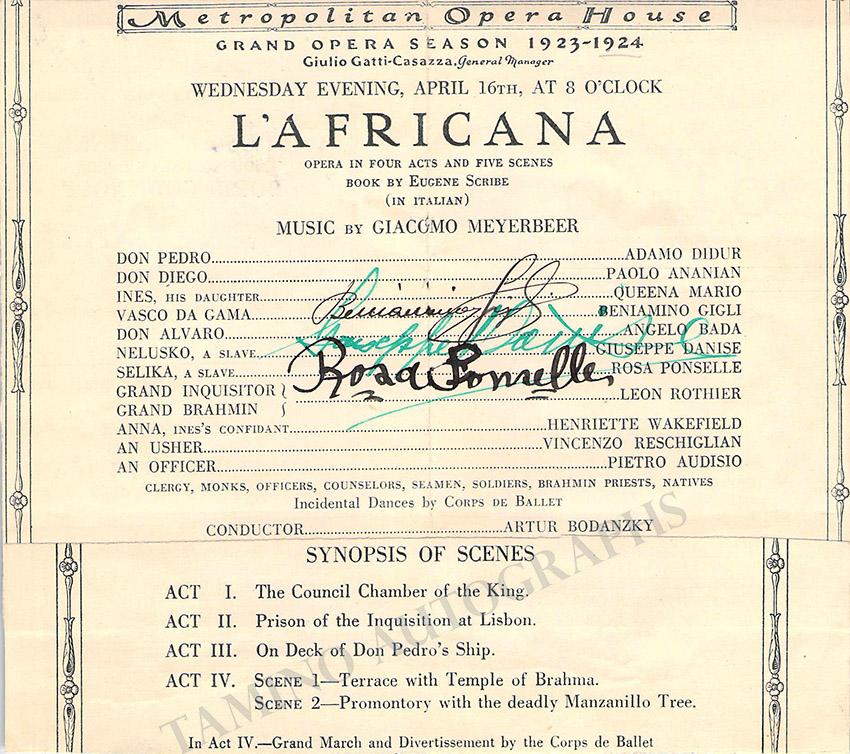 Metropolitan Opera House
GRAND OPERA SEASON 1923-1924
Giulio Gatti-Casazza, General Manager
WEDNESDAY EVENING, APRIL 16TH, AT 8 O'CLOCK
L'AFRICANA
OPERA IN FOUR ACTS AND FIVE SCENES
BOOK BY EUGENE SCRIBE
(IN ITALIAN)
MUSIC BY GIACOMO MEYERBEER
DON PEDRO..........ADAMO DIDUR
DON DIEGO..........PAOLO ANANIAN
INES, HIS DAUGHTER..........QUEENA MARIO
VASCO DA GAMA..........BENIAMINO GIGLI
Beniamino Gigli
DON ALVARO..........ANGELO BADA
Giuseppe Danise
NELUSKO, A SLAVE..........GIUSEPPE DANISE
SELIKA, A SLAVE..........ROSA PONSELLE
Rosa Ponselle
GRAND INQUISITOR
GRAND BRAHMIN } ..........LEON ROTHIER
ANNA, INES'S CONFIDANT..........HENRIETTE WAKEFIELD
AN USHER..........VINCENZO RESCHIGLIAN
AN OFFICER..........PIETRO AUDISIO
CLERGY, MONKS, OFFICERS, COUNSELORS, SEAMEN, SOLDIERS, BRAHMIN PRIESTS, NATIVES
Incidental Dances by CORPS DE BALLET
CONDUCTOR..........ARTUR BODANZKY
SYNOPSIS OF SCENES
ACT I. The Council Chamber of the King.
ACT II. Prison of the Inquisition at Lisbon.
ACT III. On Deck of Don Pedro's Ship.
ACT IV. SCENE 1—Terrace with Temple of Brahma.
SCENE 2—Promontory with the deadly Manzanillo Tree.
In Act IV.—Grand March and Divertissement by the Corps de Ballet
TAMINO AUTOGRAPHS